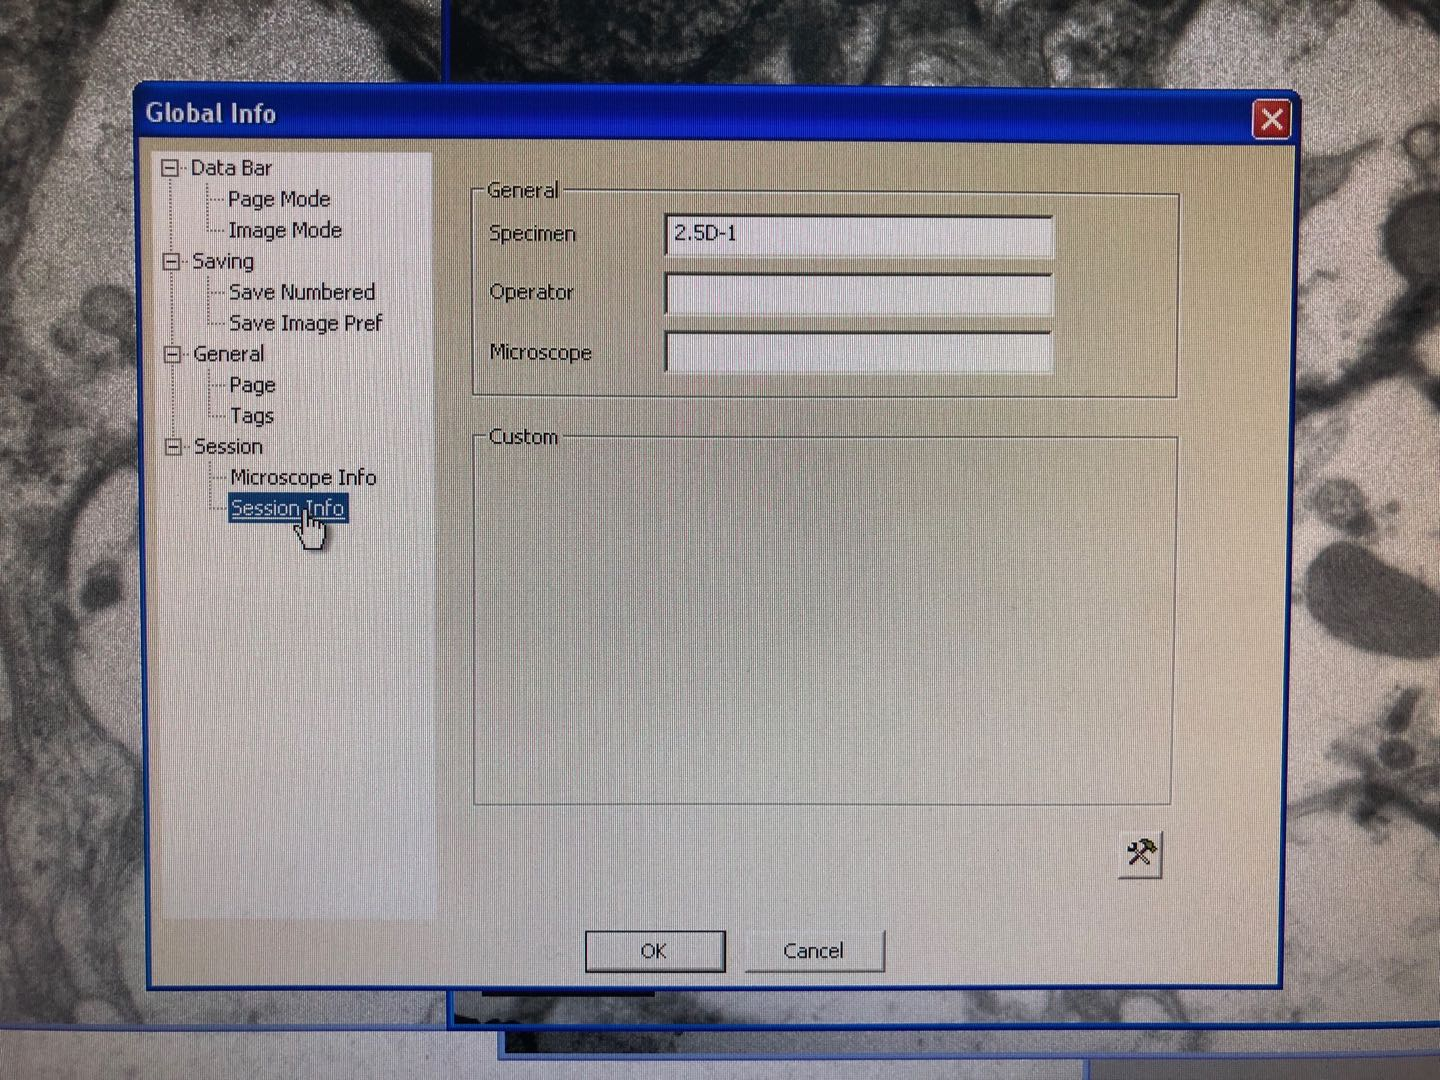 Global Info
Data Bar
Page Mode
Image Mode
Saving
Save Numbered
Save Image Pref
General
Page
Tags
Session
Microscope Info
Session Info
General
Specimen 2.5D-1
Operator
Microscope
Custom
OK Cancel